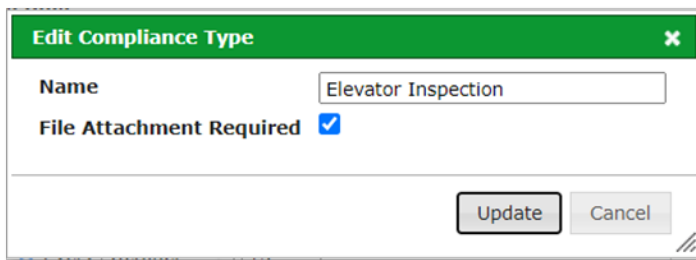 Edit Compliance Type
Name
Elevator Inspection
File Attachment Required
Update
Cancel